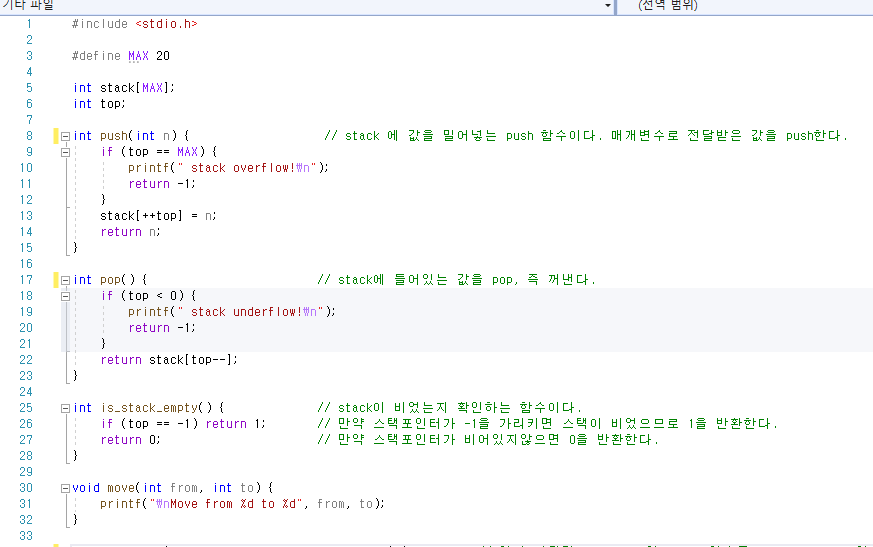 기타 파일 (전역 범위)
1 #include <stdio.h>
2
3 #define MAX 20
4
5 int stack[MAX];
6 int top;
7
8 int push(int n) { // stack 에 값을 밀어넣는 push 함수이다. 매개변수로 전달받은 값을 push한다.
9 if (top == MAX) {
10 printf(" stack overflow!₩n");
11 return -1;
12 }
13 stack[++top] = n;
14 return n;
15 }
16
17 int pop() { // stack에 들어있는 값을 pop, 즉 꺼낸다.
18 if (top < 0) {
19 printf(" stack underflow!₩n");
20 return -1;
21 }
22 return stack[top--];
23 }
24
25 int is_stack_empty() { // stack이 비었는지 확인하는 함수이다.
26 if (top == -1) return 1; // 만약 스택포인터가 -1을 가리키면 스택이 비었으므로 1을 반환한다.
27 return 0; // 만약 스택포인터가 비어있지않으면 0을 반환한다.
28 }
29
30 void move(int from, int to) {
31 printf("₩nMove from %d to %d", from, to);
32 }
33